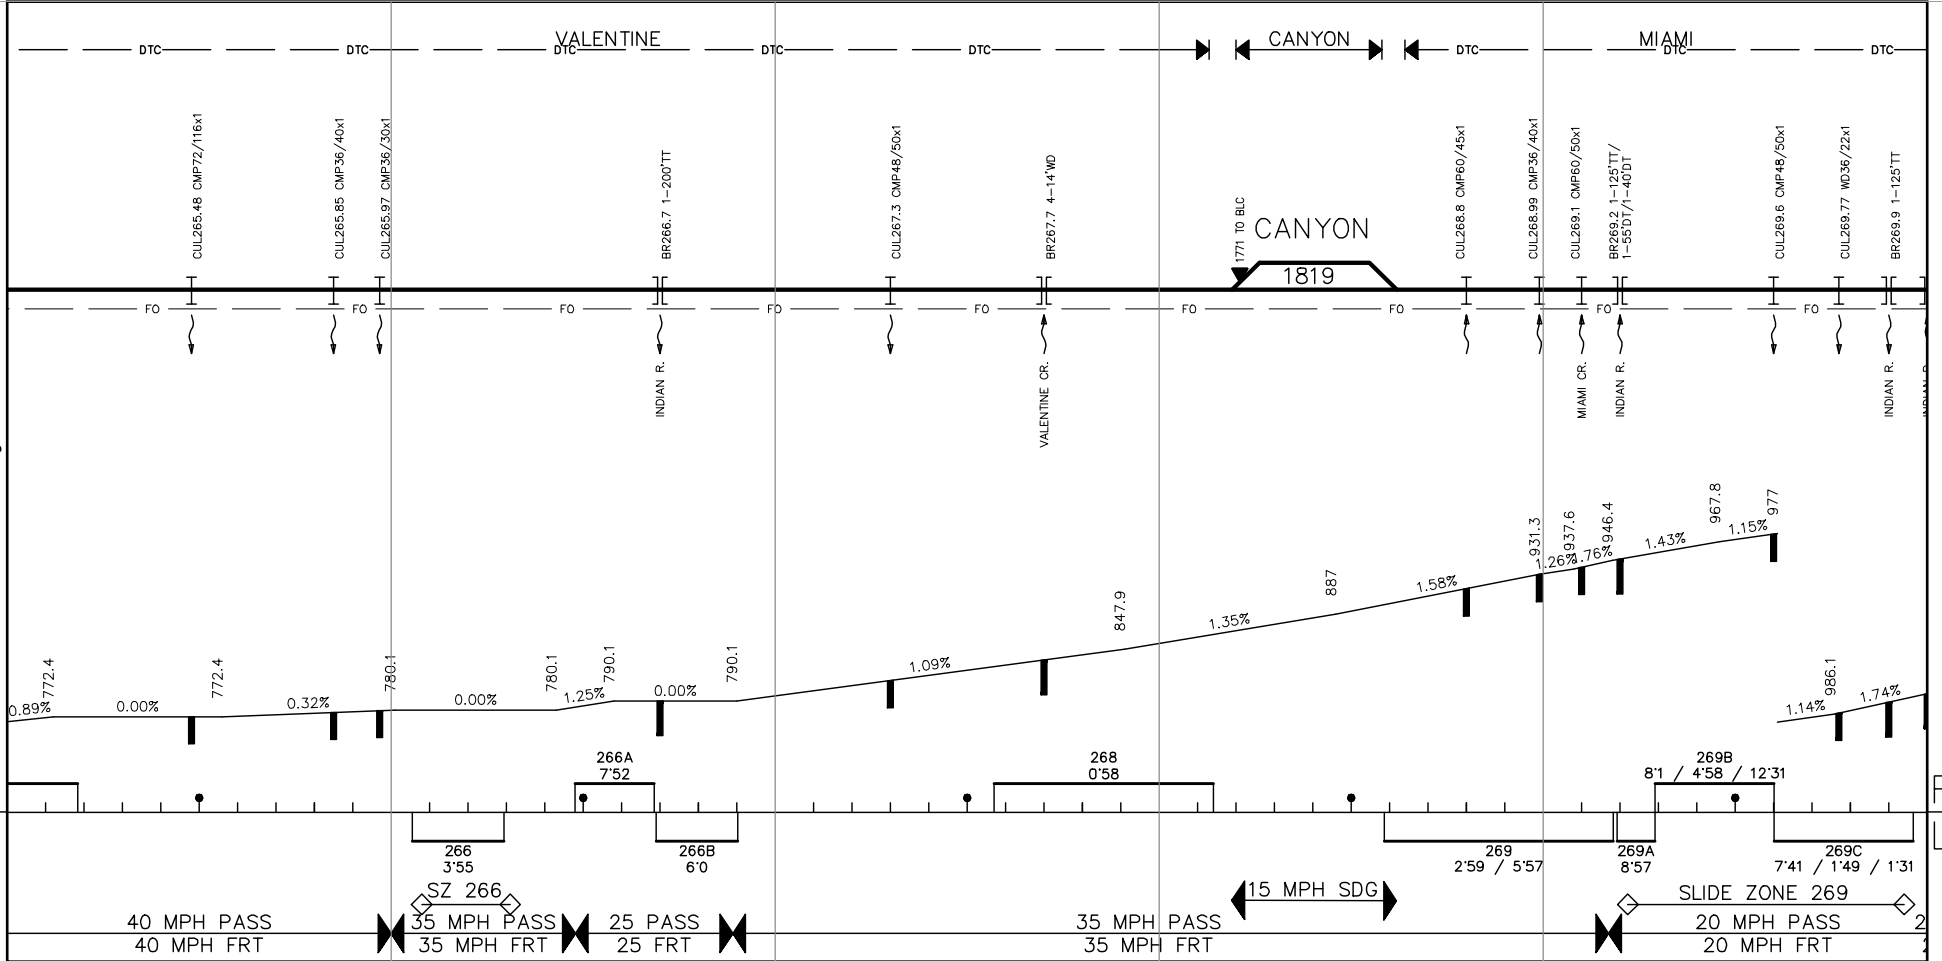 VALENTINE
CANYON
MIAMI
DTC DTC DTC DTC DTC DTC DTC DTC
CUL265.48 CMP72/116x1
CUL265.85 CMP36/40x1
CUL265.97 CMP36/30x1
BR266.7 1-200'TT
CUL267.3 CMP48/50x1
BR267.7 4-14'WD
1771 TO BLC
CANYON
1819
CUL268.8 CMP60/45x1
CUL268.99 CMP36/40x1
CUL269.1 CMP60/50x1
BR269.2 1-125'TT/
1-55'DT/1-40'DT
CUL269.6 CMP48/50x1
CUL269.77 WD36/22x1
BR269.9 1-125'TT
FO FO FO FO FO FO FO FO FO
INDIAN R.
VALENTINE CR.
MIAMI CR.
INDIAN R.
INDIAN R.
772.4
772.4
780.1
780.1
790.1
790.1
847.9
887
931.3
937.6
946.4
967.8
977
986.1
0.89%
0.00%
0.32%
0.00%
1.25%
0.00%
1.09%
1.35%
1.58%
1.26%
1.76%
1.43%
1.15%
1.14%
1.74%
266A
7'52
268
0'58
269B
8'1 / 4'58 / 12'31
266
3'55
266B
6'0
269
2'59 / 5'57
269A
8'57
269C
7'41 / 1'49 / 1'31
SZ 266
15 MPH SDG
SLIDE ZONE 269
40 MPH PASS
40 MPH FRT
35 MPH PASS
35 MPH FRT
25 PASS
25 FRT
35 MPH PASS
35 MPH FRT
20 MPH PASS
20 MPH FRT